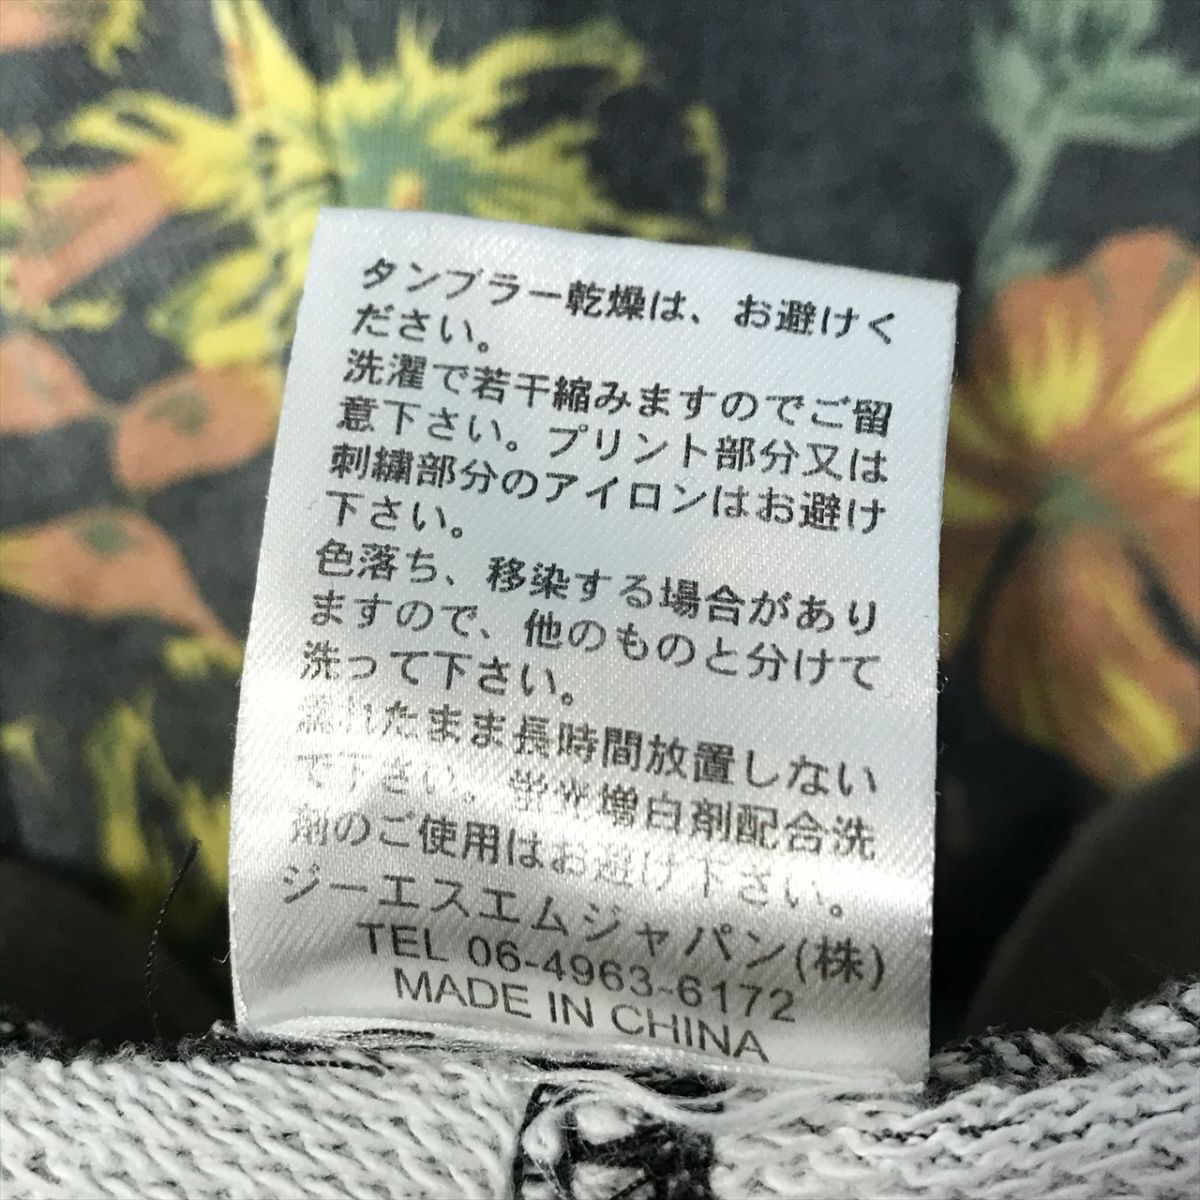 タンブラー乾燥は、お避けく
ださい。
洗濯で若干縮みますのでご留
意下さい。プリント部分又は
刺繍部分のアイロンはお避け
下さい。
色落ち、移染する場合があり
ますので、他のものと分けて
洗って下さい。
濡れたまま長時間放置しない
で下さい。蛍光増白剤配合洗
剤のご使用はお避け下さい。
ジーエスエムジャパン(株)
TEL 06-4963-6172
MADE IN CHINA